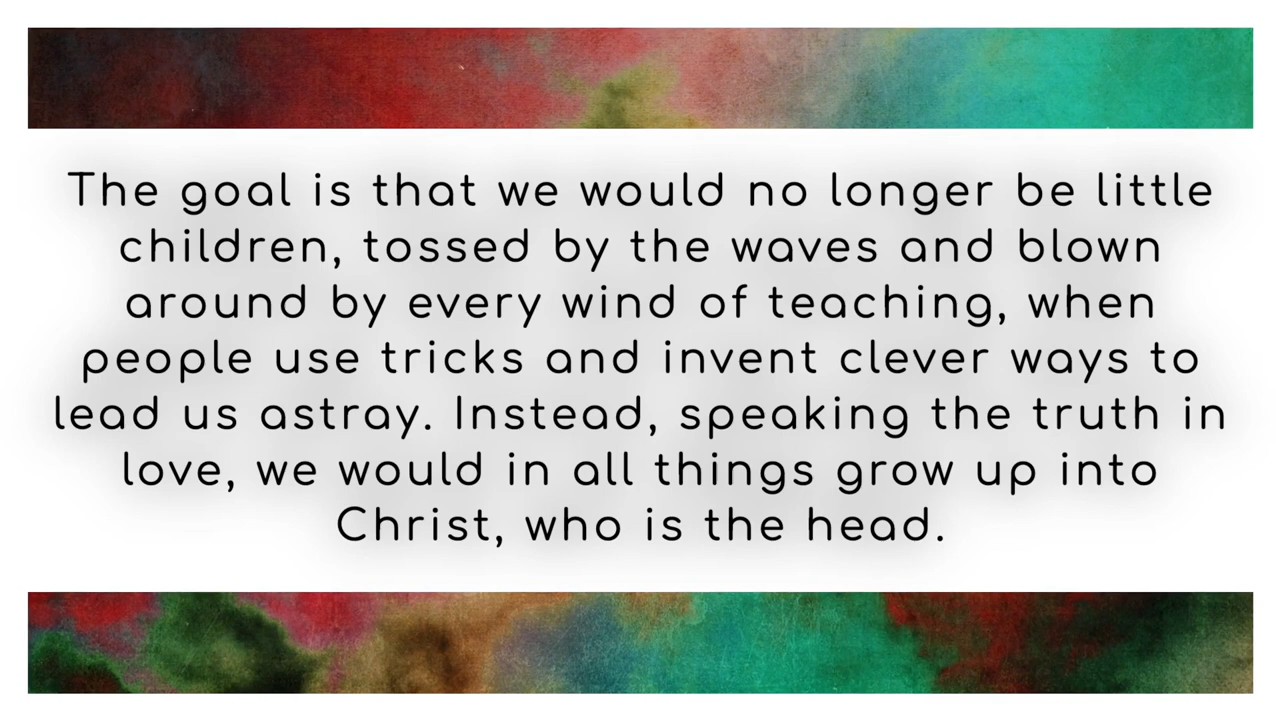 The goal is that we would no longer be little
children, tossed by the waves and blown
around by every wind of teaching, when
people use tricks and invent clever ways to
lead us astray. Instead, speaking the truth in
love, we would in all things grow up into
Christ, who is the head.